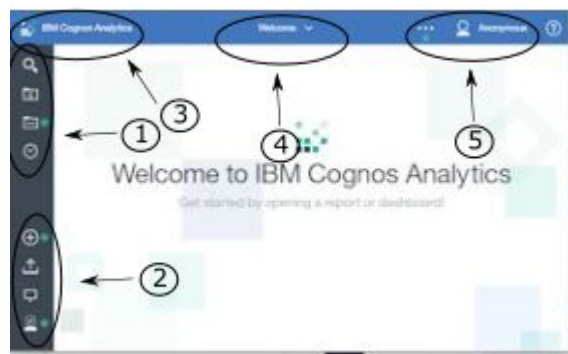 IBM Cognos Analytics
Welcome
Anonymous
3
1
4
5
Welcome to IBM Cognos Analytics
Get started by opening a report or dashboard!
2